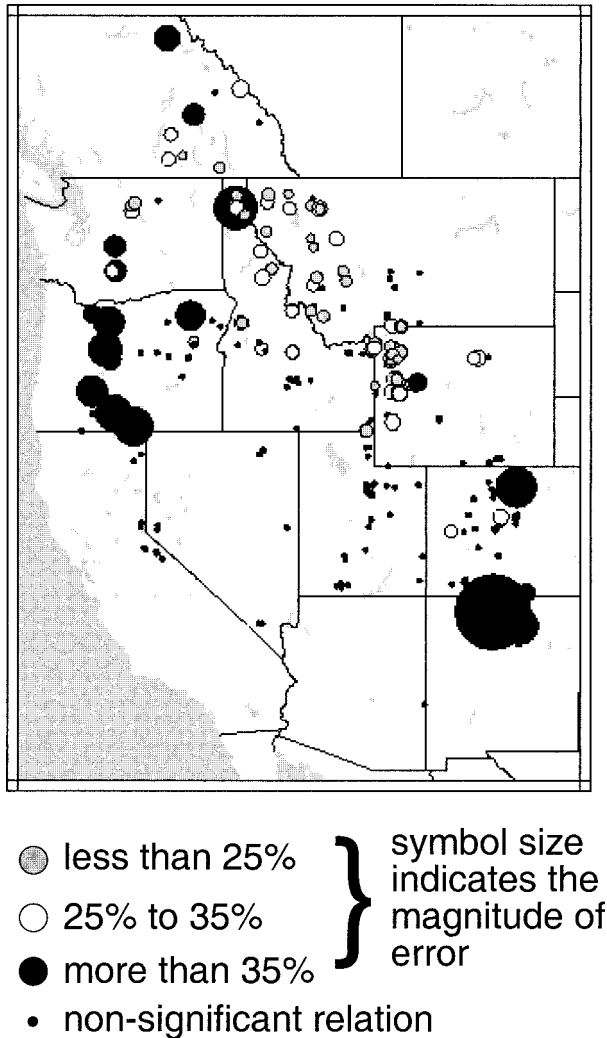 less than 25%
25% to 35%
more than 35%
symbol size
indicates the
magnitude of
error
non-significant relation